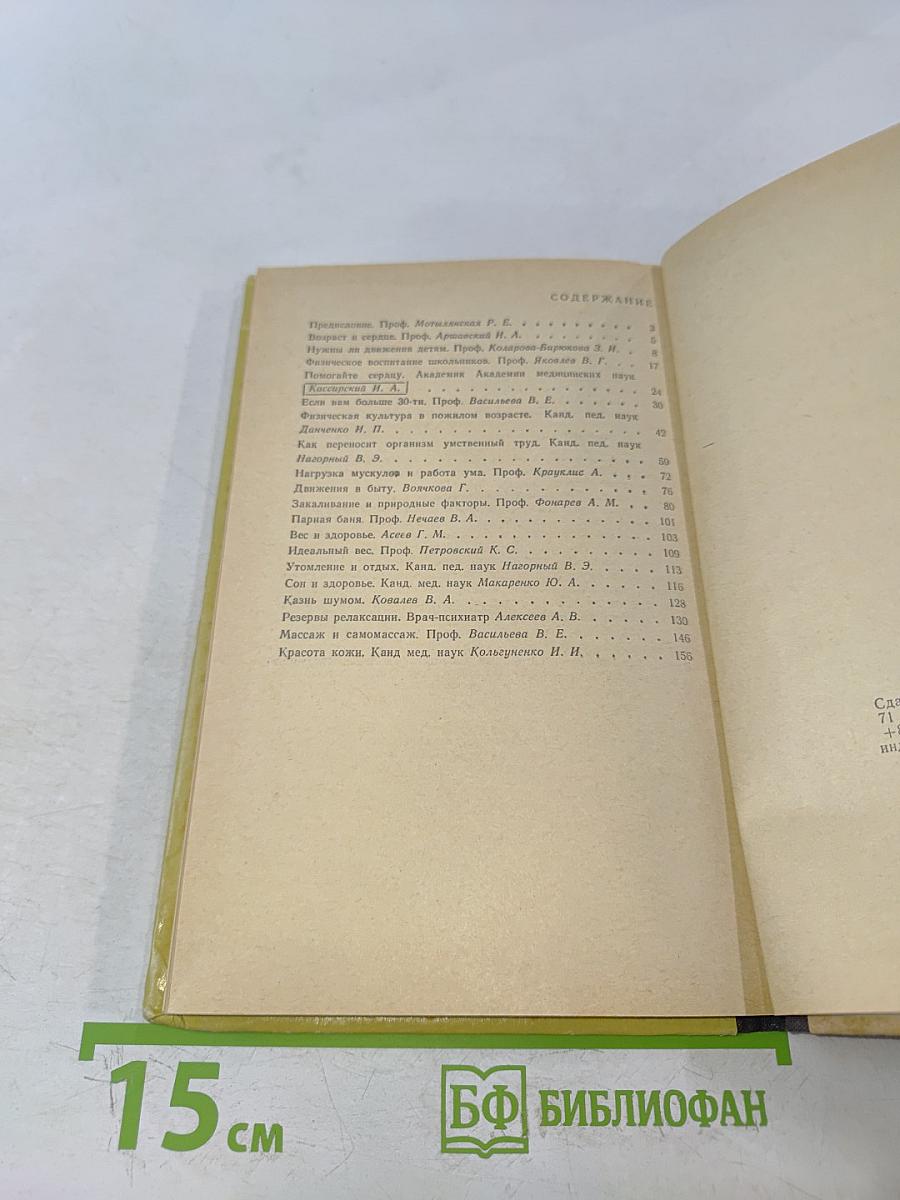 СОДЕРЖАНИЕ
Предисловие. Проф. Мотылянская Р. Е. . . . . . . . . . 3
Возраст и сердце. Проф. Аршавский И. А. . . . . . . . . 5
Нужны ли движения детям. Проф. Коларова-Бирюкова З. И. . 8
Физическое воспитание школьников. Проф. Яковлев В. Г. . . 17
Помогайте сердцу. Академик Академии медицинских наук
Кассирский И. А. . . . . . . . . . . . . . . . 24
Если вам больше 30-ти. Проф. Васильева В. Е. . . . . . . 30
Физическая культура в пожилом возрасте. Канд. пед. наук
Данченко И. П. . . . . . . . . . . . . . . . . . 42
Как переносит организм умственный труд. Канд. пед. наук
Нагорный В. Э. . . . . . . . . . . . . . . . . . 59
Нагрузка мускулов и работа ума. Проф. Крауклис А. . . . 72
Движения в быту. Воячкова Г. . . . . . . . . . . . . 76
Закаливание и природные факторы. Проф. Фонарев А. М. . . 80
Парная баня. Проф. Нечаев В. А. . . . . . . . . . . . 101
Вес и здоровье. Асеев Г. М. . . . . . . . . . . . . . 103
Идеальный вес. Проф. Петровский К. С. . . . . . . . . 109
Утомление и отдых. Канд. пед. наук Нагорный В. Э. . . . . 113
Сон и здоровье. Канд. мед. наук Макаренко Ю. А. . . . . . 116
Казнь шумом. Ковалев В. А. . . . . . . . . . . . . . 128
Резервы релаксации. Врач-психиатр Алексеев А. В. . . . . . 130
Массаж и самомассаж. Проф. Васильева В. Е. . . . . . . 146
Красота кожи. Канд мед. наук Кольгуненко И. И. . . . . . 156
Сда
71
+8
инд
15 см
БФ БИБЛИОФАН